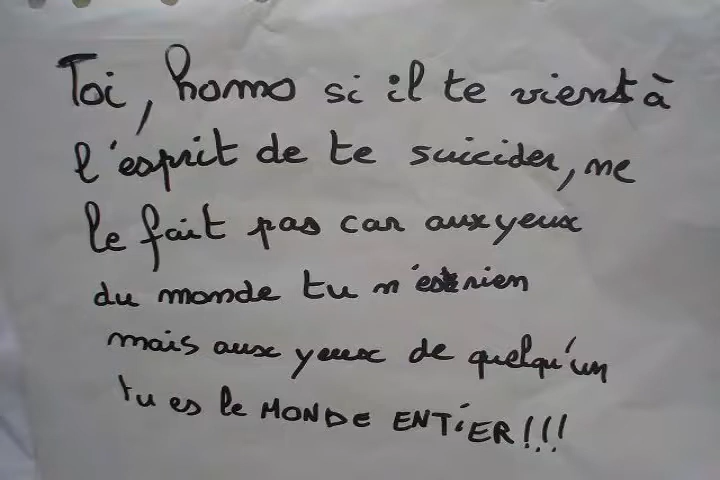 Toi, homo si il te vient à
l'esprit de te suicider, ne
le fait pas car aux yeux
du monde tu n'es rien
mais aux yeux de quelqu'un
tu es le MONDE ENTiER!!!